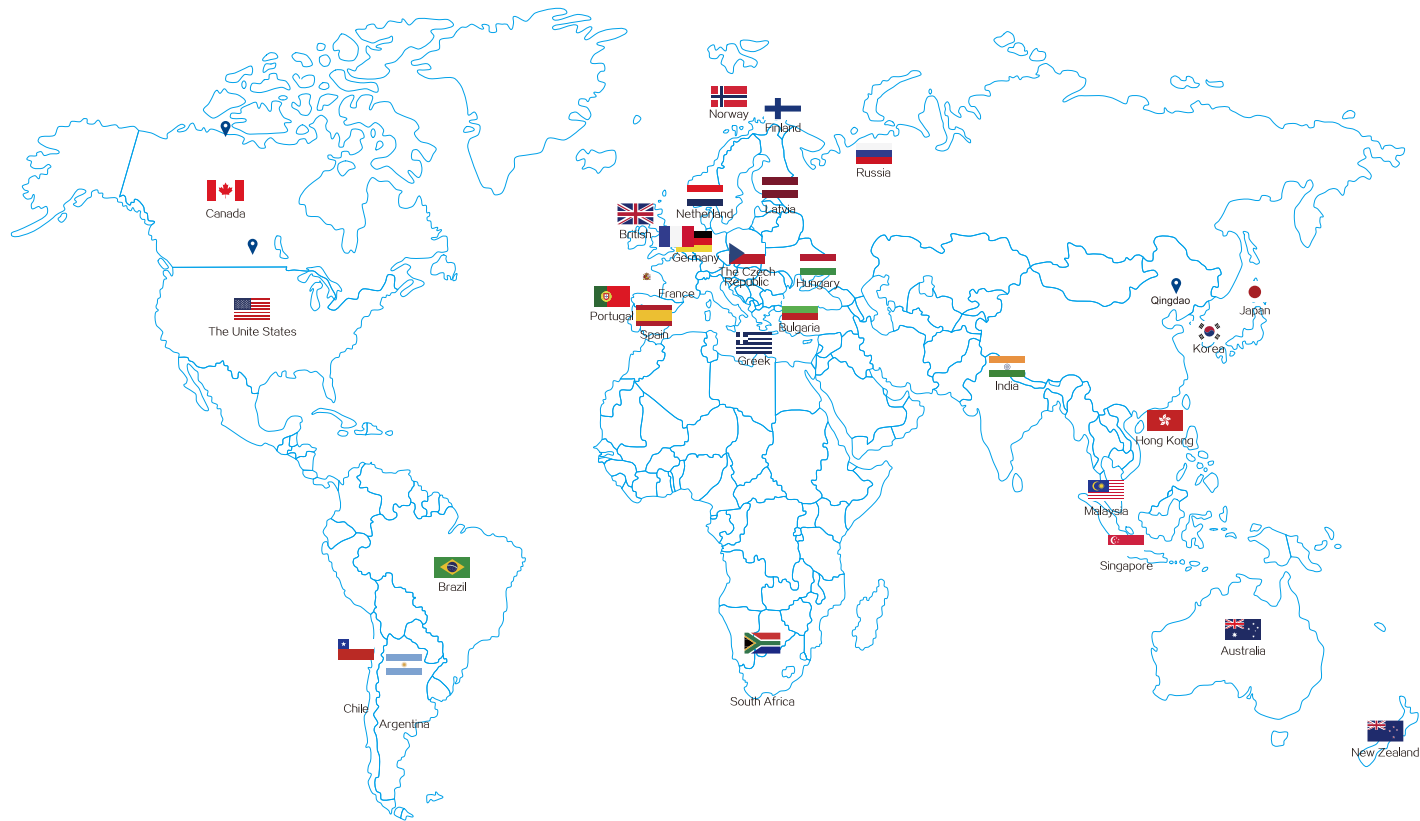 Norway
Finland
Russia
Canada
Netherland
Latvia
British
Germany
The Czech
Republic
Hungary
France
Portugal
Spain
Bulgaria
Greek
The Unite States
Qingdao
Japan
Korea
India
Hong Kong
Malaysia
Singapore
Brazil
Australia
Chile
Argentina
South Africa
New Zealand